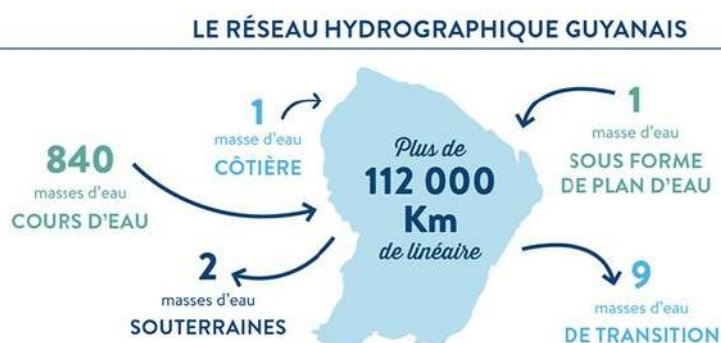 LE RÉSEAU HYDROGRAPHIQUE GUYANAIS
1
masse d'eau
CÔTIÈRE
1
masse d'eau
SOUS FORME
DE PLAN D'EAU
840
masses d'eau
COURS D'EAU
Plus de
112 000
Km
de linéaire
2
masses d'eau
SOUTERRAINES
9
masses d'eau
DE TRANSITION